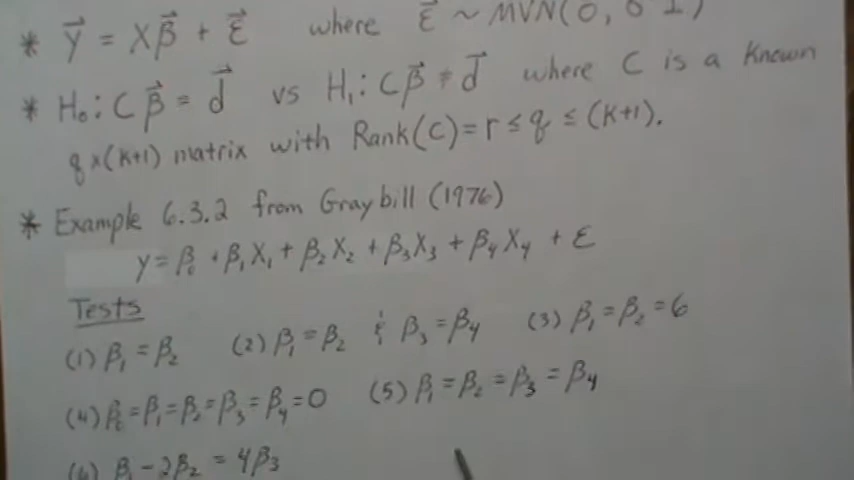 * Y⃗ = Xβ⃗ + ε⃗ where ε⃗ ~ MVN(0, σ²I)
* H₀: Cβ⃗ = d⃗ vs H₁: Cβ⃗ ≠ d⃗ where C is a known
q×(K+1) matrix with Rank(C) = r ≤ q ≤ (K+1).
* Example 6.3.2 from Graybill (1976)
y = β₀ + β₁X₁ + β₂X₂ + β₃X₃ + β₄X₄ + ε
Tests
(1) β₁ = β₂ (2) β₁ = β₂ & β₃ = β₄ (3) β₁ = β₂ = 6
(4) β₀ = β₁ = β₂ = β₃ = β₄ = 0 (5) β₁ = β₂ = β₃ = β₄
(6) β₁ - 2β₂ = 4β₃